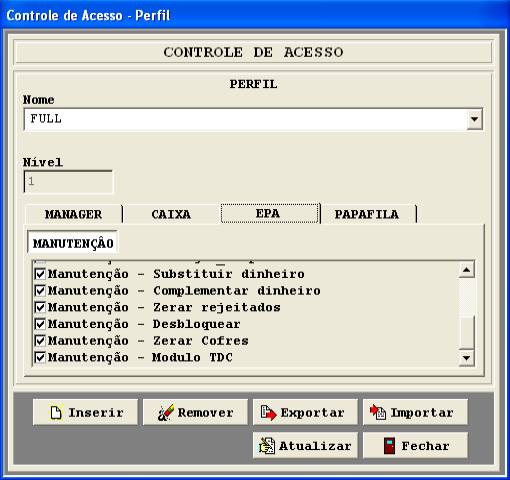 Controle de Acesso - Perfil
CONTROLE DE ACESSO
PERFIL
Nome
FULL
Nível
1
MANAGER CAIXA EPA PAPAFILA
MANUTENÇÃO
Manutenção - Substituir dinheiro
Manutenção - Complementar dinheiro
Manutenção - Zerar rejeitados
Manutenção - Desbloquear
Manutenção - Zerar Cofres
Manutenção - Modulo TDC
Inserir Remover Exportar Importar
Atualizar Fechar